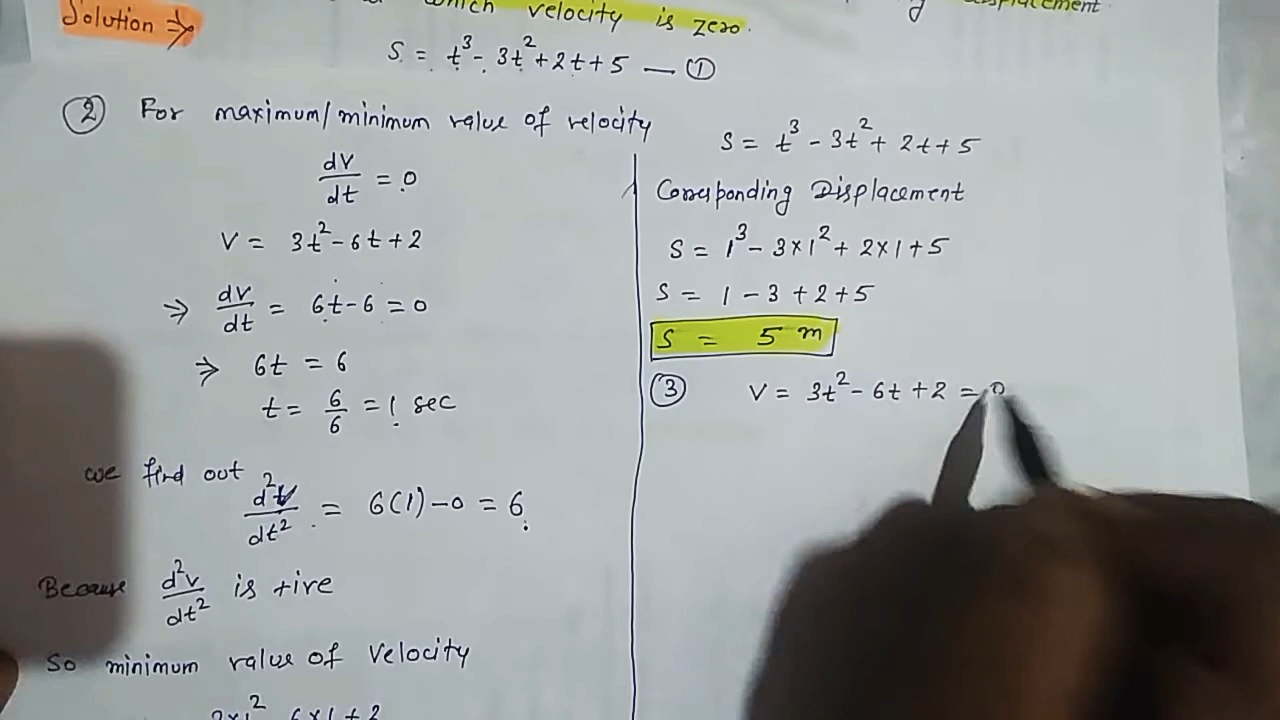 which velocity is zero.
Solution ⇒
S = t³ - 3t² + 2t + 5 — ①
② For maximum/minimum value of velocity
dv/dt = 0
V = 3t² - 6t + 2
⇒ dv/dt = 6t - 6 = 0
⇒ 6t = 6
t = 6/6 = 1 sec
we find out
d²v/dt² = 6(1) - 0 = 6
Because d²v/dt² is +ive
So minimum value of Velocity
S = t³ - 3t² + 2t + 5
Corresponding Displacement
S = 1³ - 3×1² + 2×1 + 5
S = 1 - 3 + 2 + 5
S = 5 m
③ V = 3t² - 6t + 2 = 0